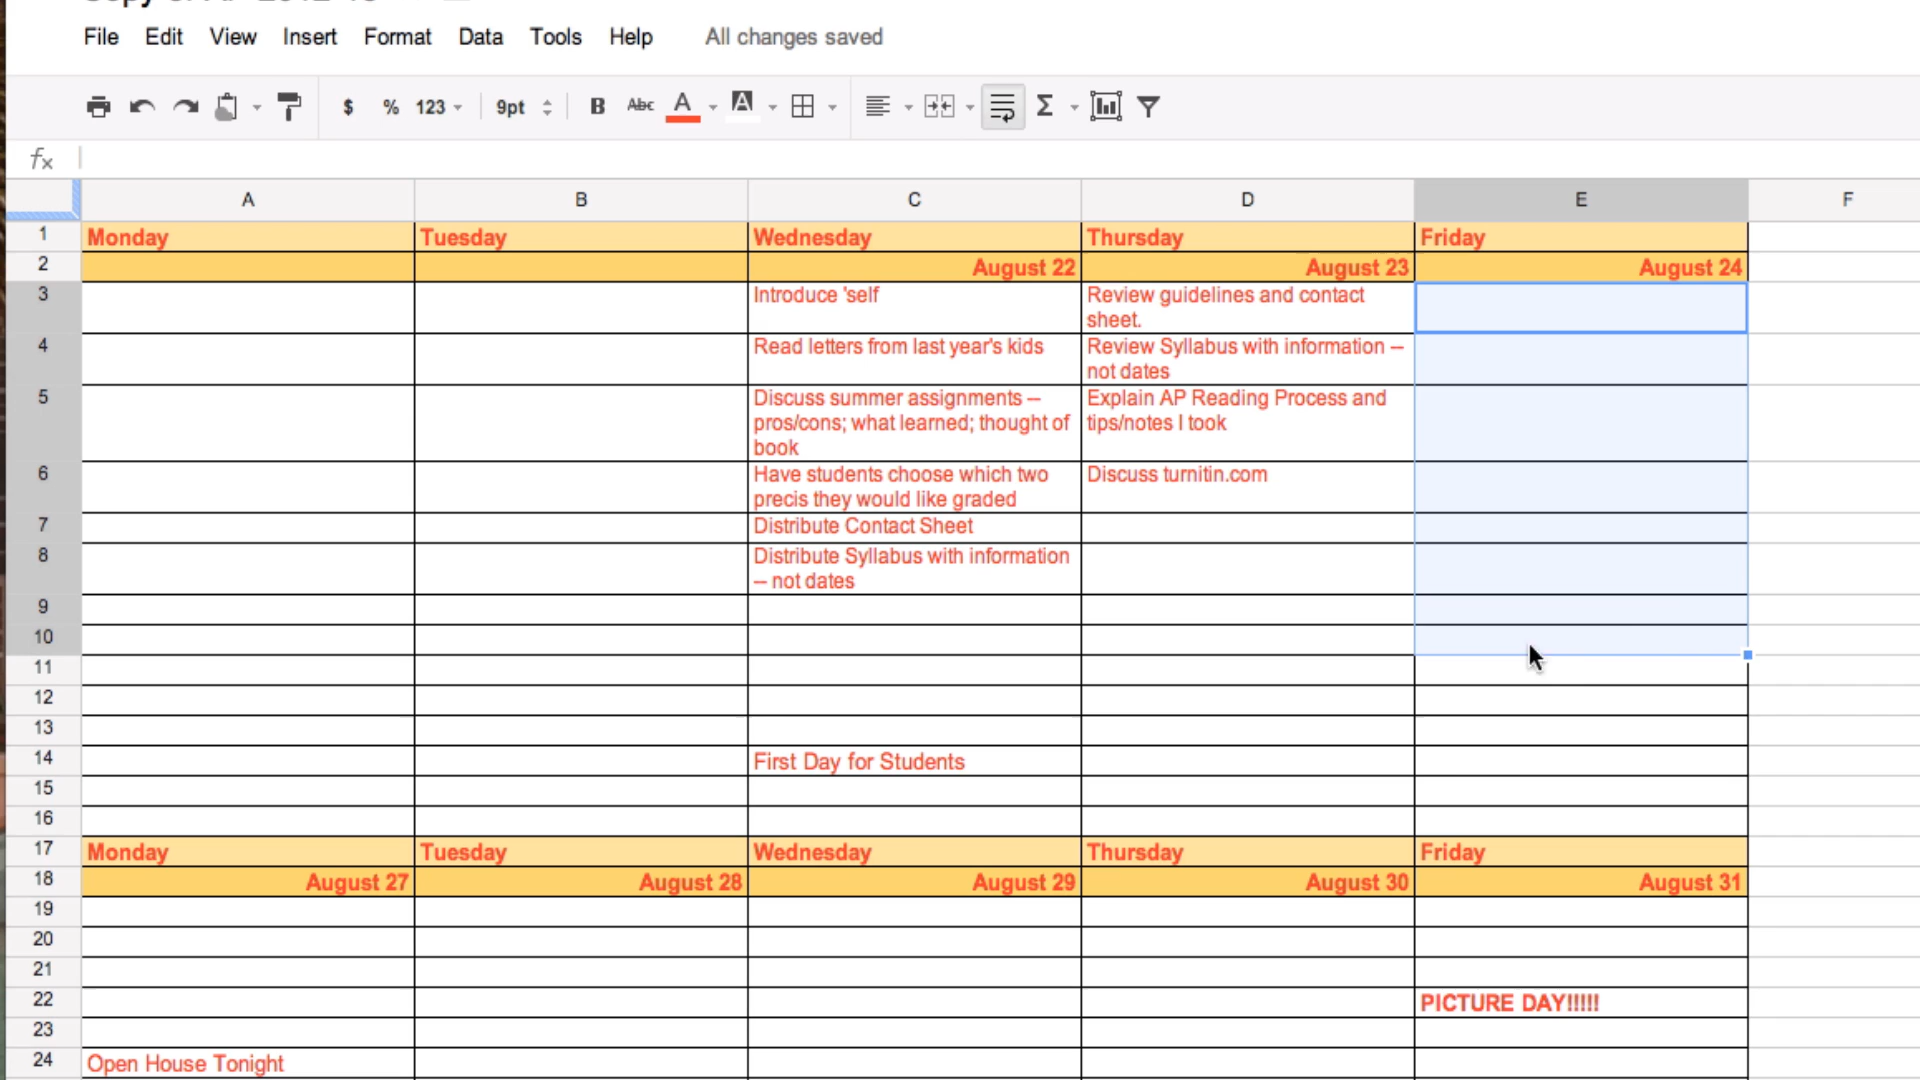 File Edit View Insert Format Data Tools Help All changes saved
$ % 123 9pt B Abc A A Σ
fx
A B C D E F
1 Monday Tuesday Wednesday Thursday Friday
2 August 22 August 23 August 24
3 Introduce 'self Review guidelines and contact
sheet.
4 Read letters from last year's kids Review Syllabus with information --
not dates
5 Discuss summer assignments -- Explain AP Reading Process and
pros/cons; what learned; thought of tips/notes I took
book
6 Have students choose which two Discuss turnitin.com
precis they would like graded
7 Distribute Contact Sheet
8 Distribute Syllabus with information
-- not dates
9
10
11
12
13
14 First Day for Students
15
16
17 Monday Tuesday Wednesday Thursday Friday
18 August 27 August 28 August 29 August 30 August 31
19
20
21
22 PICTURE DAY!!!!!
23
24 Open House Tonight